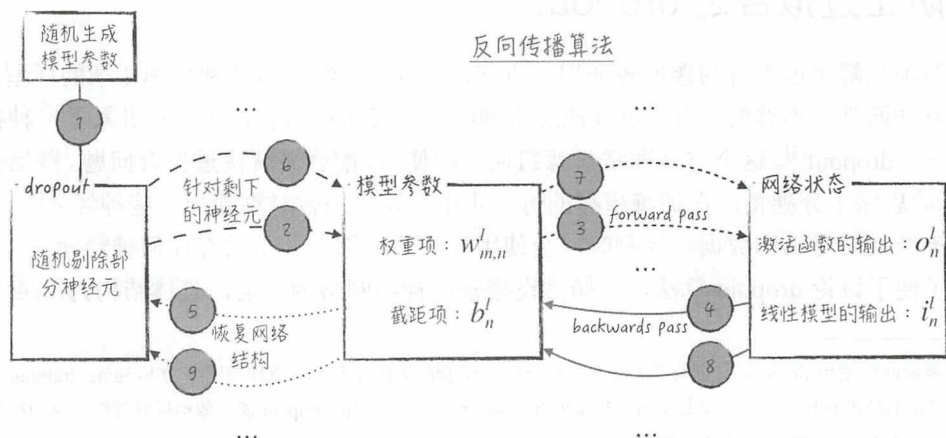 随机生成
模型参数
反向传播算法
1
...
...
6
7
dropout
针对剩下
的神经元
模型参数
网络状态
2
3
forward pass
随机剔除部
分神经元
权重项：w^l_{m,n}
激活函数的输出：o^l_n
...
5
4
恢复网络
结构
截距项：b^l_n
backwards pass
线性模型的输出：i^l_n
9
8
...
...